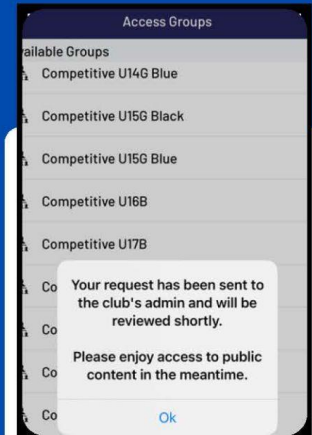 Access Groups
Available Groups
Competitive U14G Blue
Competitive U15G Black
Competitive U15G Blue
Competitive U16B
Competitive U17B
Co
Your request has been sent to
the club's admin and will be
reviewed shortly.
Co
Please enjoy access to public
content in the meantime.
Co
Co
Ok